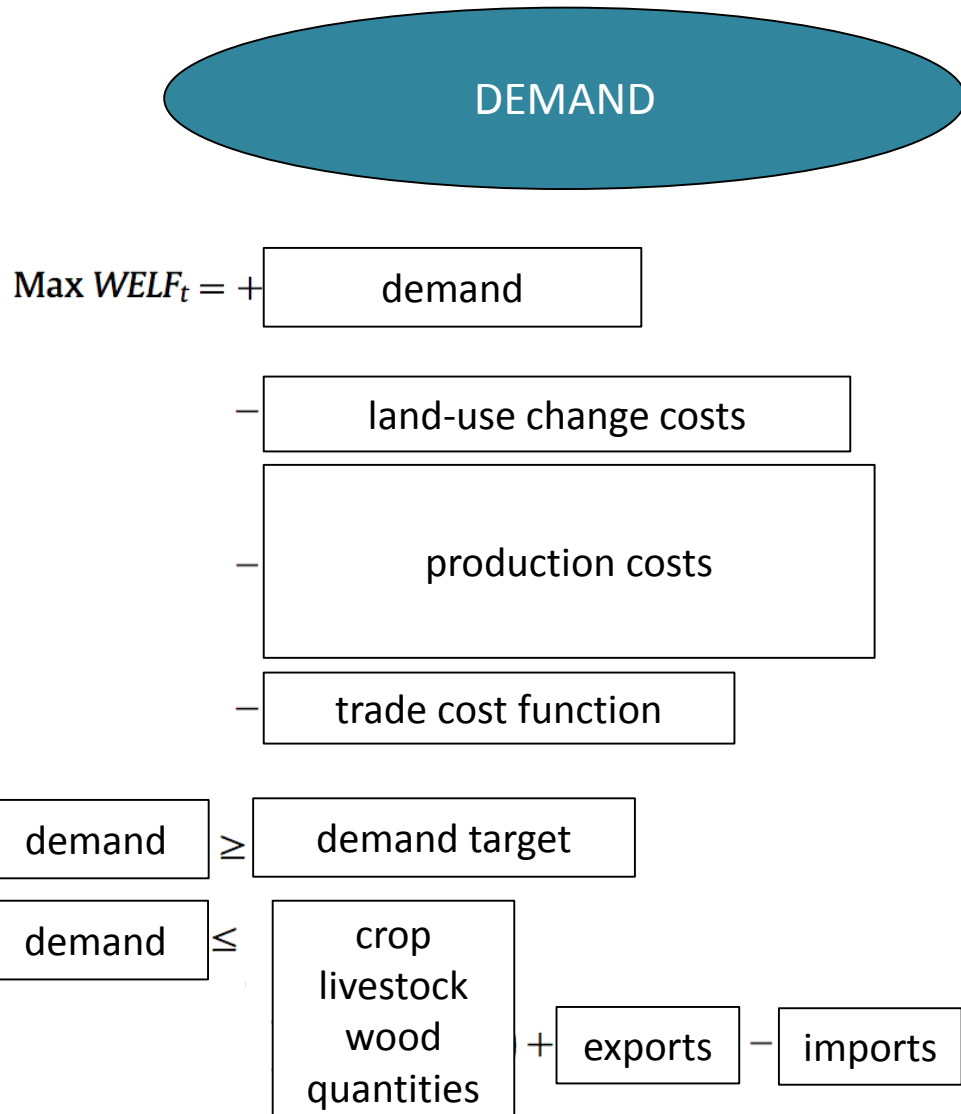 DEMAND
Max WELFₜ = + demand
− land-use change costs
− production costs
− trade cost function
demand ≥ demand target
demand ≤ crop
livestock
wood
quantities ) + exports − imports